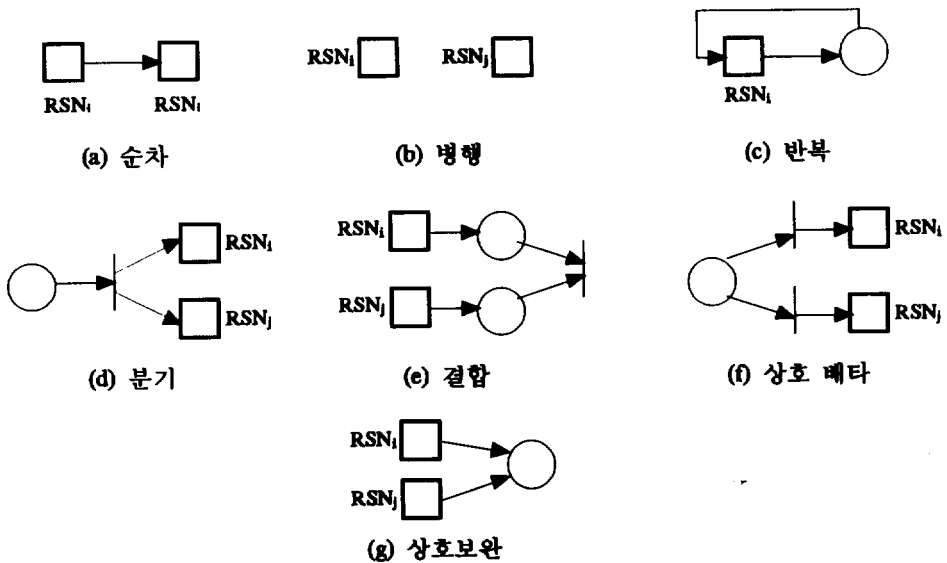 RSNᵢ RSNᵢ
(a) 순차
RSNᵢ RSNⱼ
(b) 병행
RSNᵢ
(c) 반복
RSNᵢ
RSNⱼ
(d) 분기
RSNᵢ
RSNⱼ
(e) 결합
RSNᵢ
RSNⱼ
(f) 상호 배타
RSNᵢ
RSNⱼ
(g) 상호보완